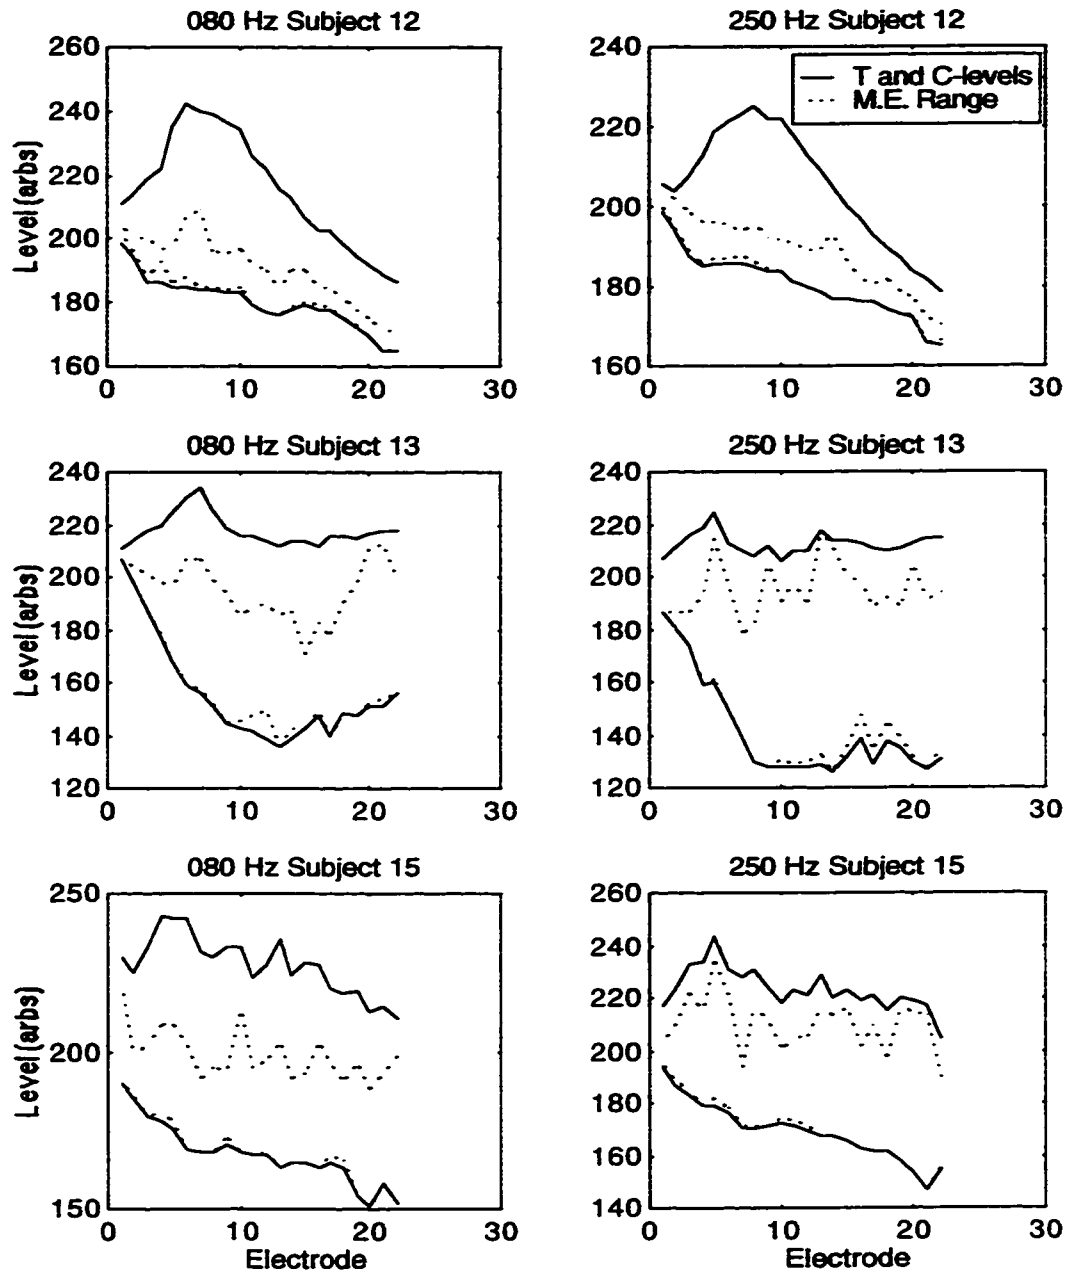 080 Hz Subject 12
260
240
220
200
180
160
Level (arbs)
0 10 20 30
250 Hz Subject 12
T and C-levels
M.E. Range
240
220
200
180
160
0 10 20 30
080 Hz Subject 13
240
220
200
180
160
140
120
Level (arbs)
0 10 20 30
250 Hz Subject 13
240
220
200
180
160
140
120
0 10 20 30
080 Hz Subject 15
250
200
150
Level (arbs)
0 10 20 30
Electrode
250 Hz Subject 15
260
240
220
200
180
160
140
0 10 20 30
Electrode